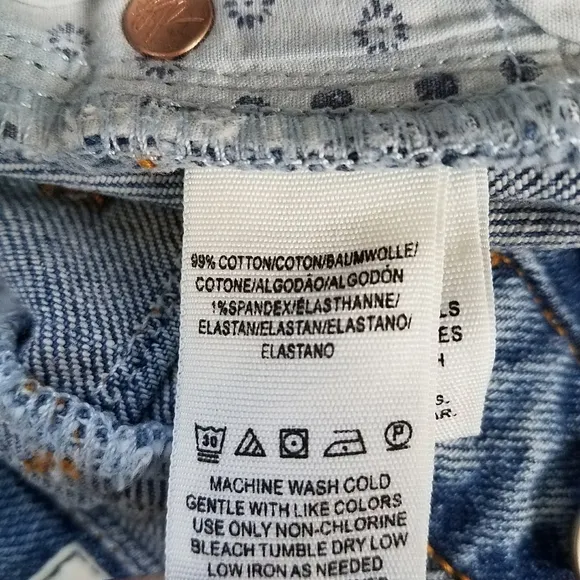 99% COTTON/COTON/BAUMWOLLE/
COTONE/ALGODÃO/ALGODÓN
1%SPANDEX/ÉLASTHANNE/
ELASTAN/ELASTAN/ELASTANO/
ELASTANO
30
P
MACHINE WASH COLD
GENTLE WITH LIKE COLORS
USE ONLY NON-CHLORINE
BLEACH TUMBLE DRY LOW
LOW IRON AS NEEDED